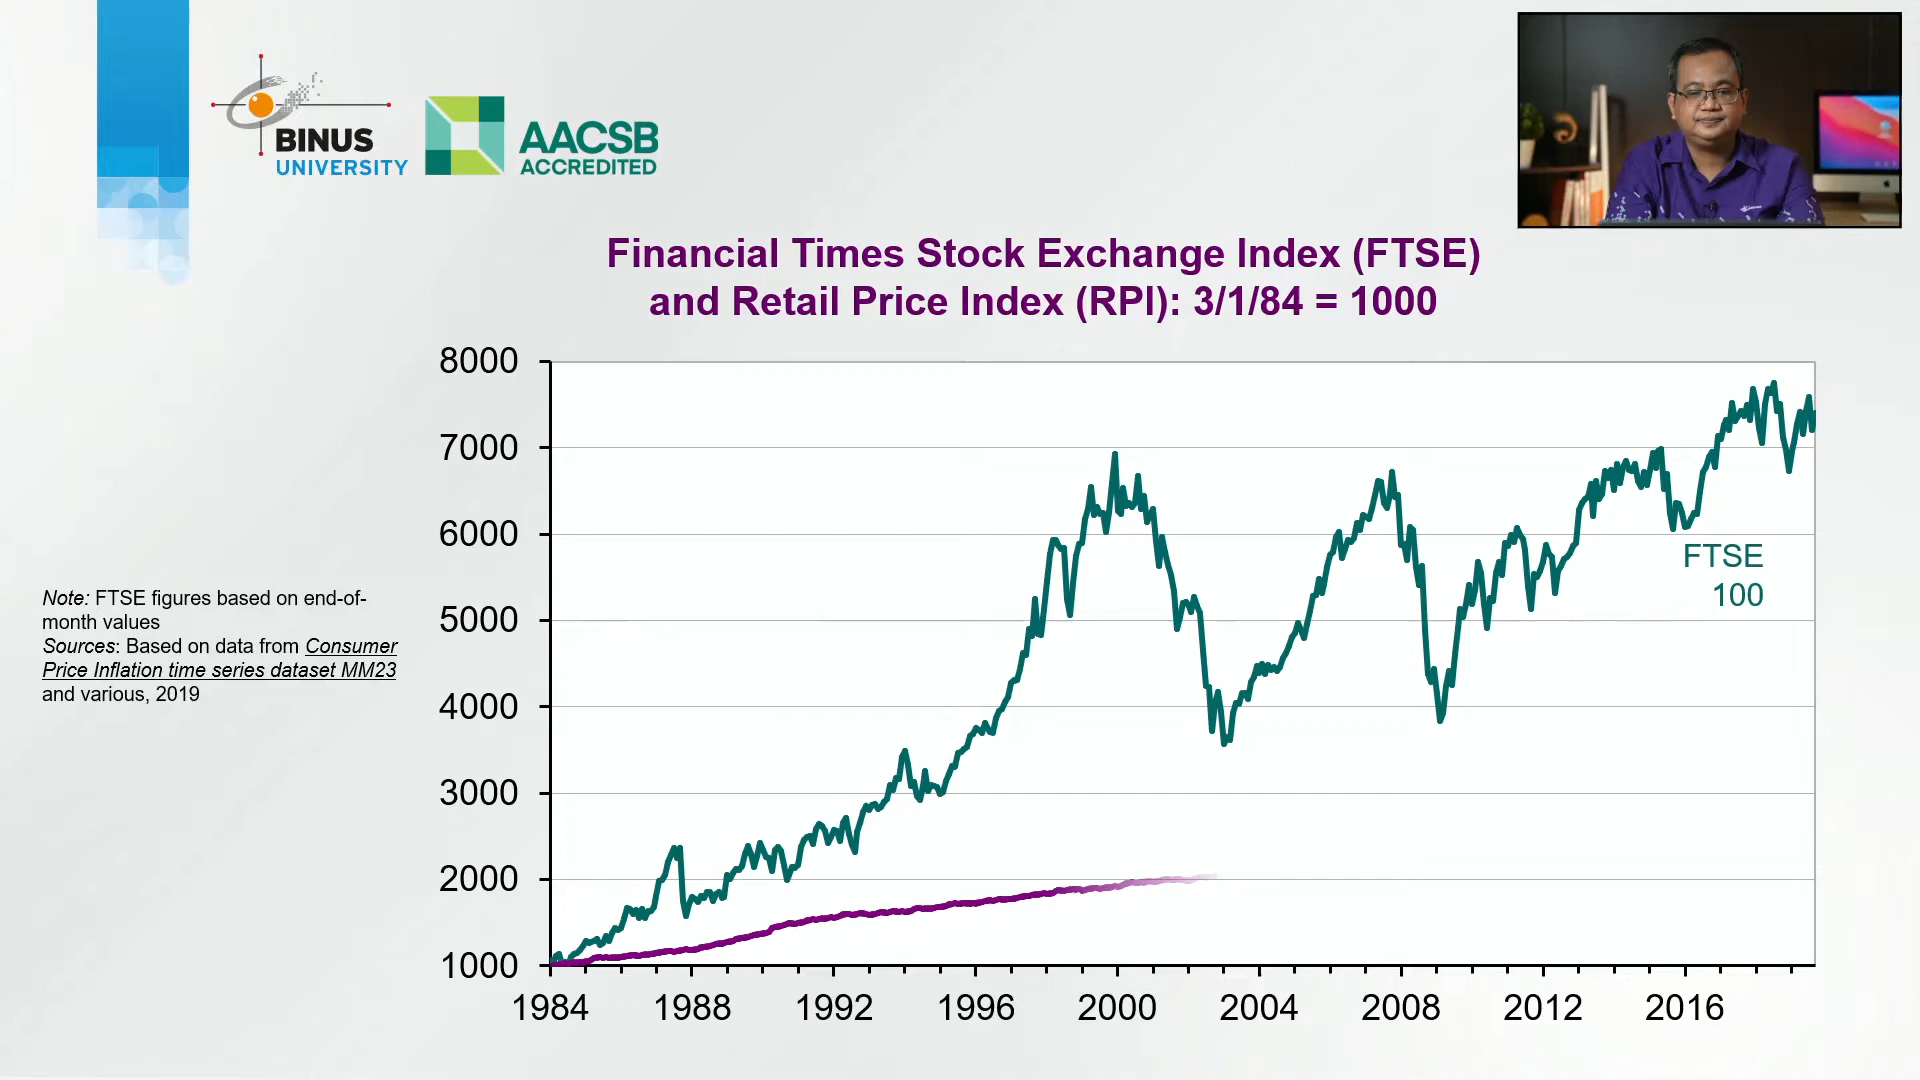 BINUS
UNIVERSITY
AACSB
ACCREDITED
Financial Times Stock Exchange Index (FTSE)
and Retail Price Index (RPI): 3/1/84 = 1000
8000
7000
6000
5000
4000
3000
2000
1000
FTSE
100
1984 1988 1992 1996 2000 2004 2008 2012 2016
Note: FTSE figures based on end-of-
month values
Sources: Based on data from Consumer
Price Inflation time series dataset MM23
and various, 2019